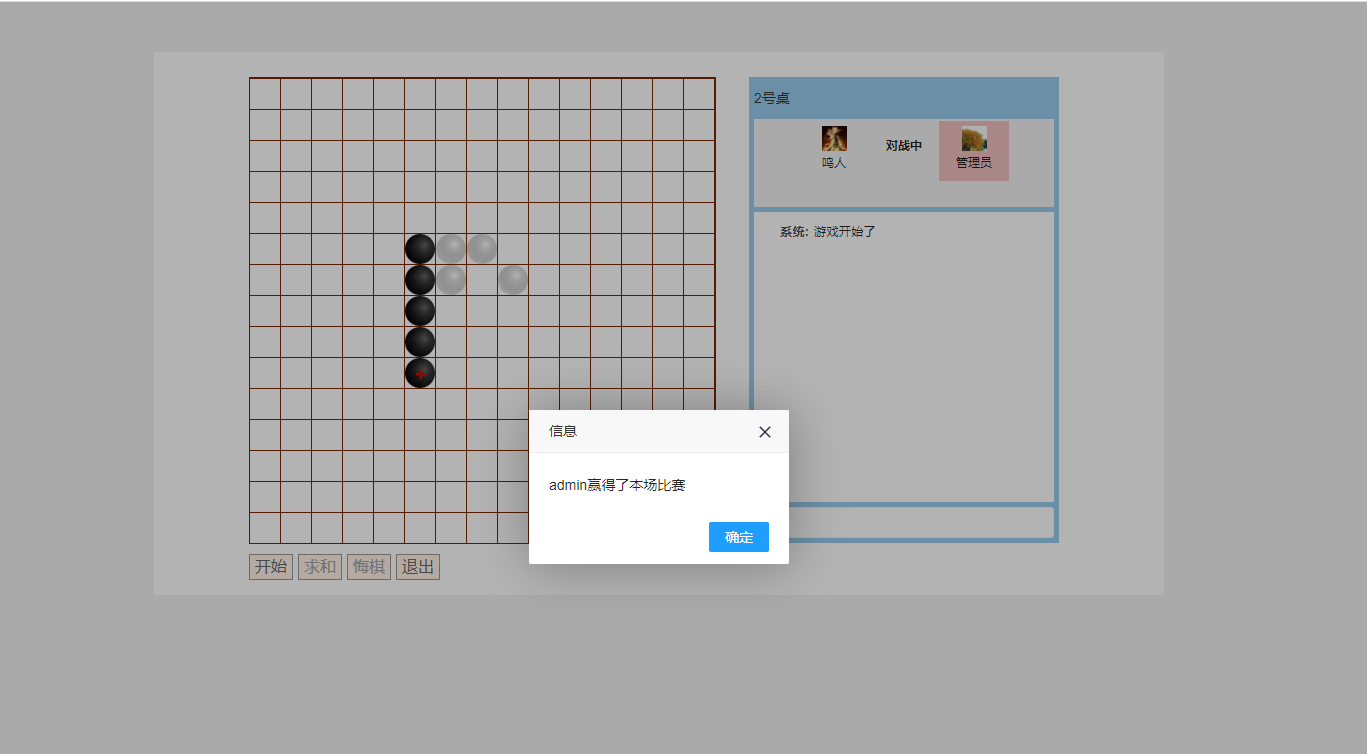 2号桌
鸣人
对战中
管理员
系统: 游戏开始了
信息
admin赢得了本场比赛
确定
开始
求和
悔棋
退出